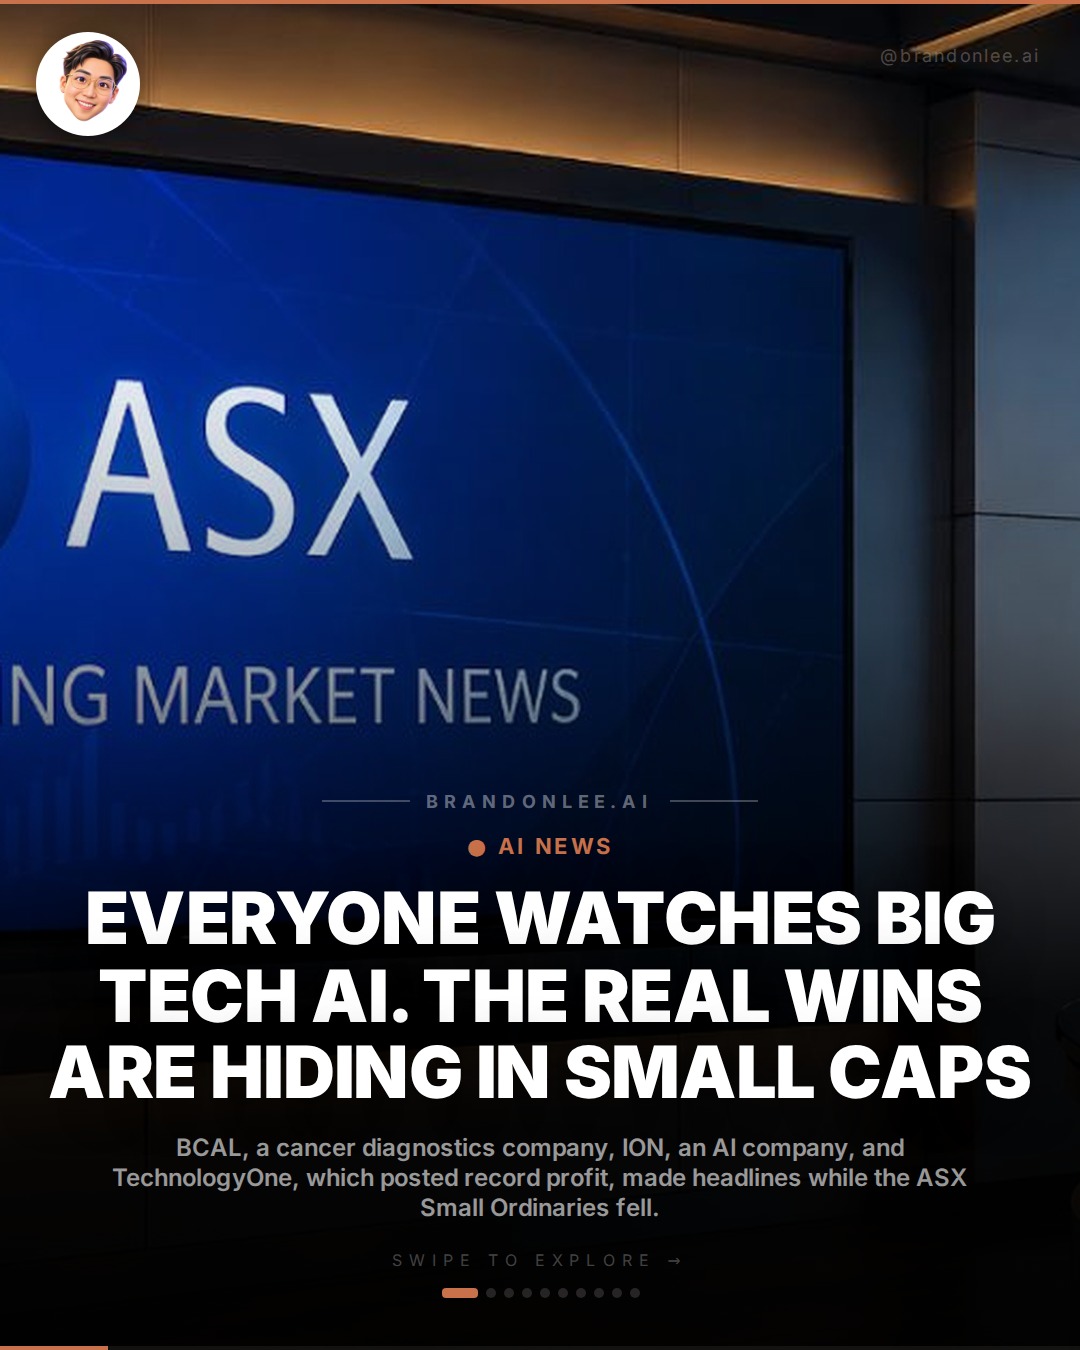 @brandonlee.ai
ASX
NG MARKET NEWS
BRANDONLEE.AI
AI NEWS
EVERYONE WATCHES BIG
TECH AI. THE REAL WINS
ARE HIDING IN SMALL CAPS
BCAL, a cancer diagnostics company, ION, an AI company, and
TechnologyOne, which posted record profit, made headlines while the ASX
Small Ordinaries fell.
SWIPE TO EXPLORE →